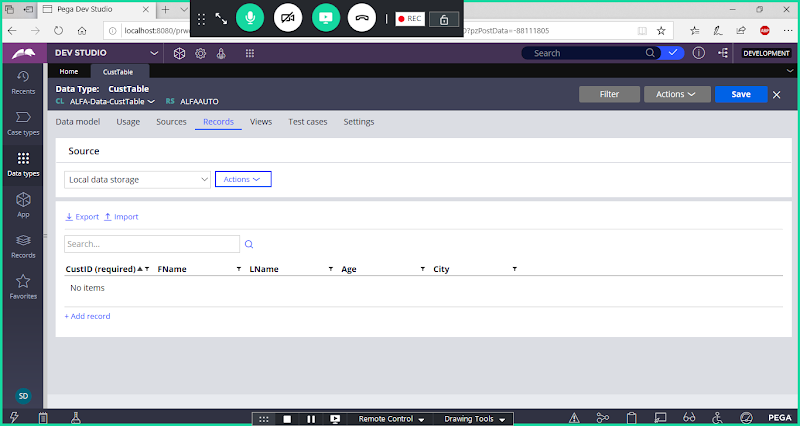 Pega Dev Studio
localhost:8080/prwe
0?pzPostData=-88111805
REC
ABP
DEV STUDIO
Search
DEVELOPMENT
Home
CustTable
Recents
Case types
Data types
App
Records
Favorites
SD
Data Type: CustTable
CL ALFA-Data-CustTable RS ALFAAUTO
Filter
Actions
Save
Data model
Usage
Sources
Records
Views
Test cases
Settings
Source
Local data storage
Actions
Export
Import
Search...
CustID (required) FName LName Age City
No items
+ Add record
Remote Control
Drawing Tools
PEGA